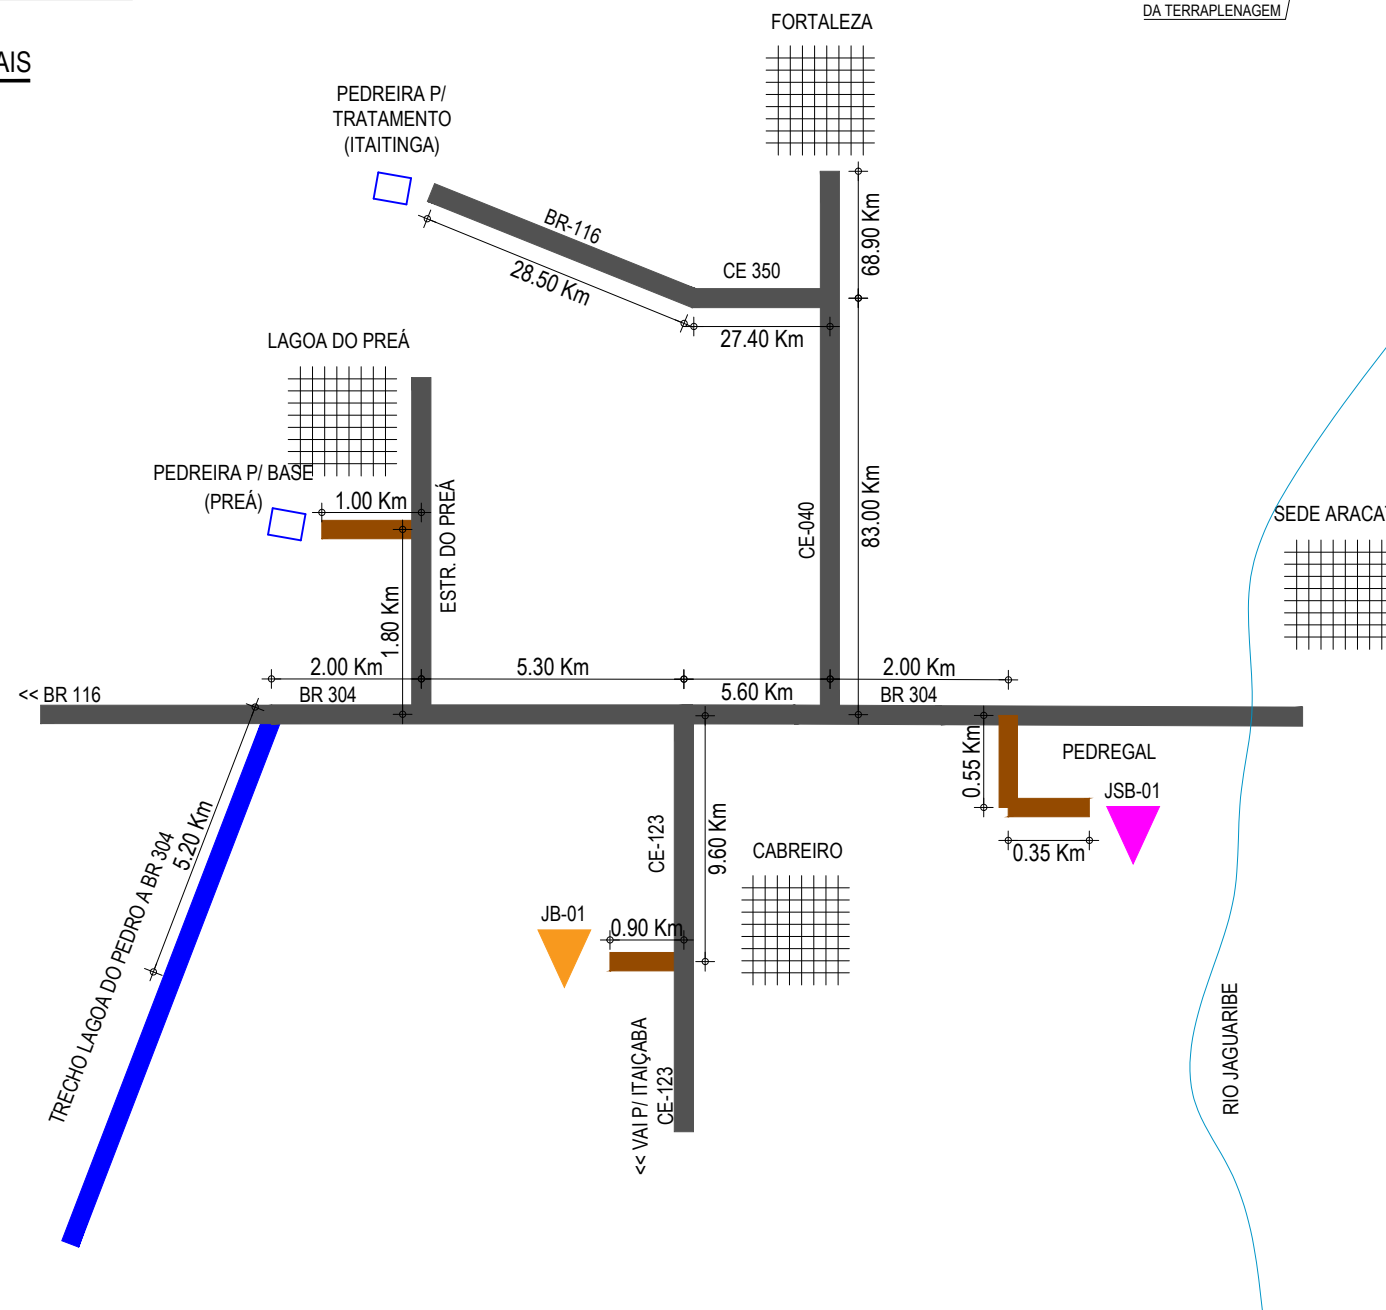 DA TERRAPLENAGEM
FORTALEZA
AIS
PEDREIRA P/
TRATAMENTO
(ITAITINGA)
68.90 Km
BR-116
28.50 Km
CE 350
27.40 Km
LAGOA DO PREÁ
PEDREIRA P/ BASE
(PREÁ)
1.00 Km
ESTR. DO PREÁ
1.80 Km
CE-040
83.00 Km
SEDE ARACAT
2.00 Km
5.30 Km
5.60 Km
2.00 Km
<< BR 116
BR 304
BR 304
0.55 Km
PEDREGAL
JSB-01
0.35 Km
TRECHO LAGOA DO PEDRO A BR 304
5.20 Km
CE-123
9.60 Km
CABREIRO
JB-01
0.90 Km
<< VAI P/ ITAIÇABA
CE-123
RIO JAGUARIBE